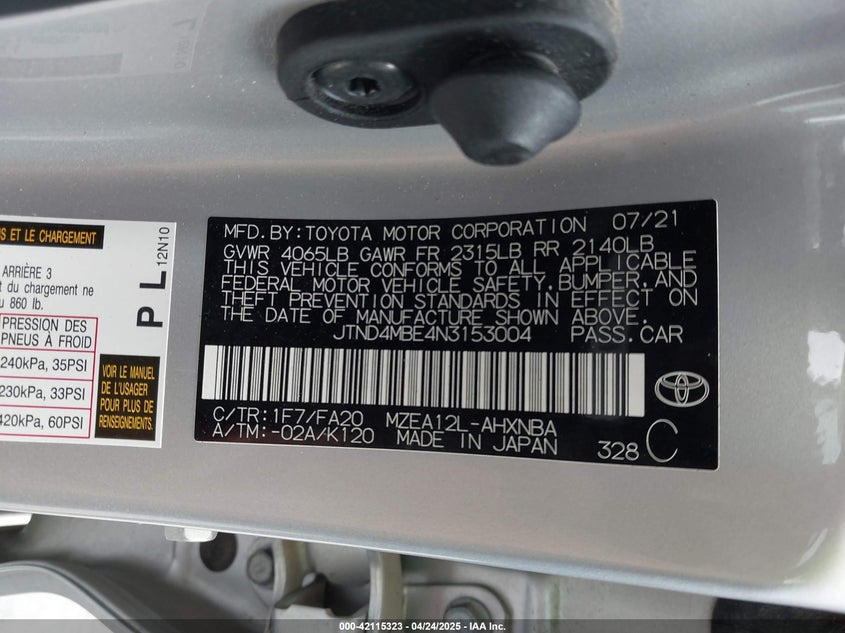 US ET LE CHARGEMENT
ARRIÈRE 3
t du chargement ne
u 860 lb.
PRESSION DES
PNEUS À FROID
240kPa, 35PSI
230kPa, 33PSI
420kPa, 60PSI
VOIR LE MANUEL
DE L'USAGER
POUR PLUS DE
RENSEIGNEMENTS.
P L
12N10
MFD. BY: TOYOTA MOTOR CORPORATION 07/21
GVWR 4065LB GAWR FR 2315LB RR 2140LB
THIS VEHICLE CONFORMS TO ALL APPLICABLE
FEDERAL MOTOR VEHICLE SAFETY, BUMPER, AND
THEFT PREVENTION STANDARDS IN EFFECT ON
THE DATE OF MANUFACTURE SHOWN ABOVE.
JTND4MBE4N3153004 PASS. CAR
C/TR: 1F7/FA20 MZEA12L-AHXNBA
A/TM: -02A/K120 MADE IN JAPAN 328 C
000-42115323 - 04/24/2025 - IAA Inc.